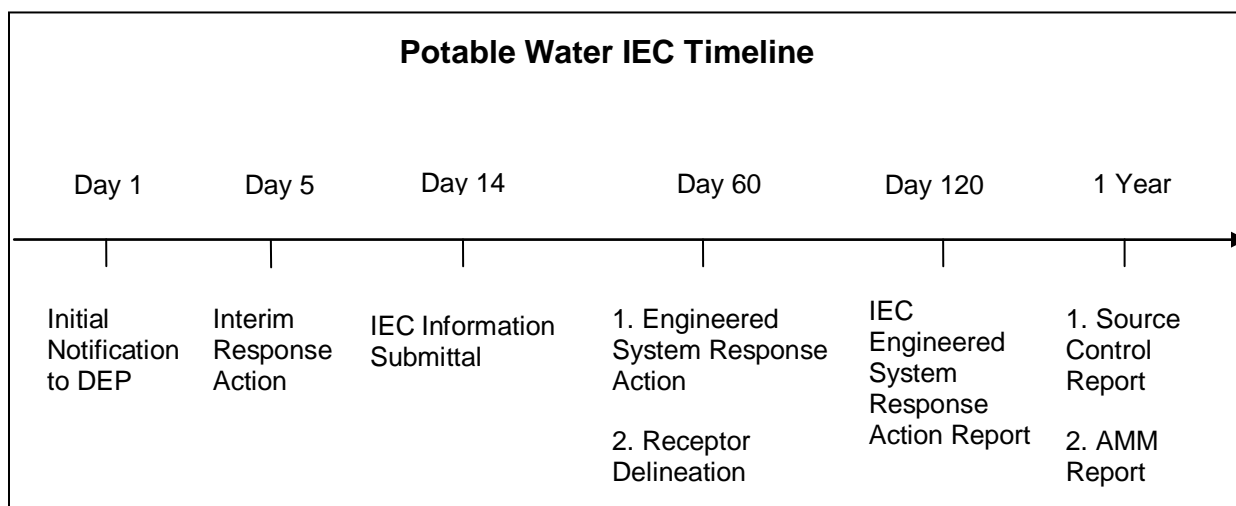 Potable Water IEC Timeline
Day 1
Day 5
Day 14
Day 60
Day 120
1 Year
Initial
Notification
to DEP
Interim
Response
Action
IEC Information
Submittal
1. Engineered
System Response
Action
2. Receptor
Delineation
IEC
Engineered
System
Response
Action Report
1. Source
Control
Report
2. AMM
Report